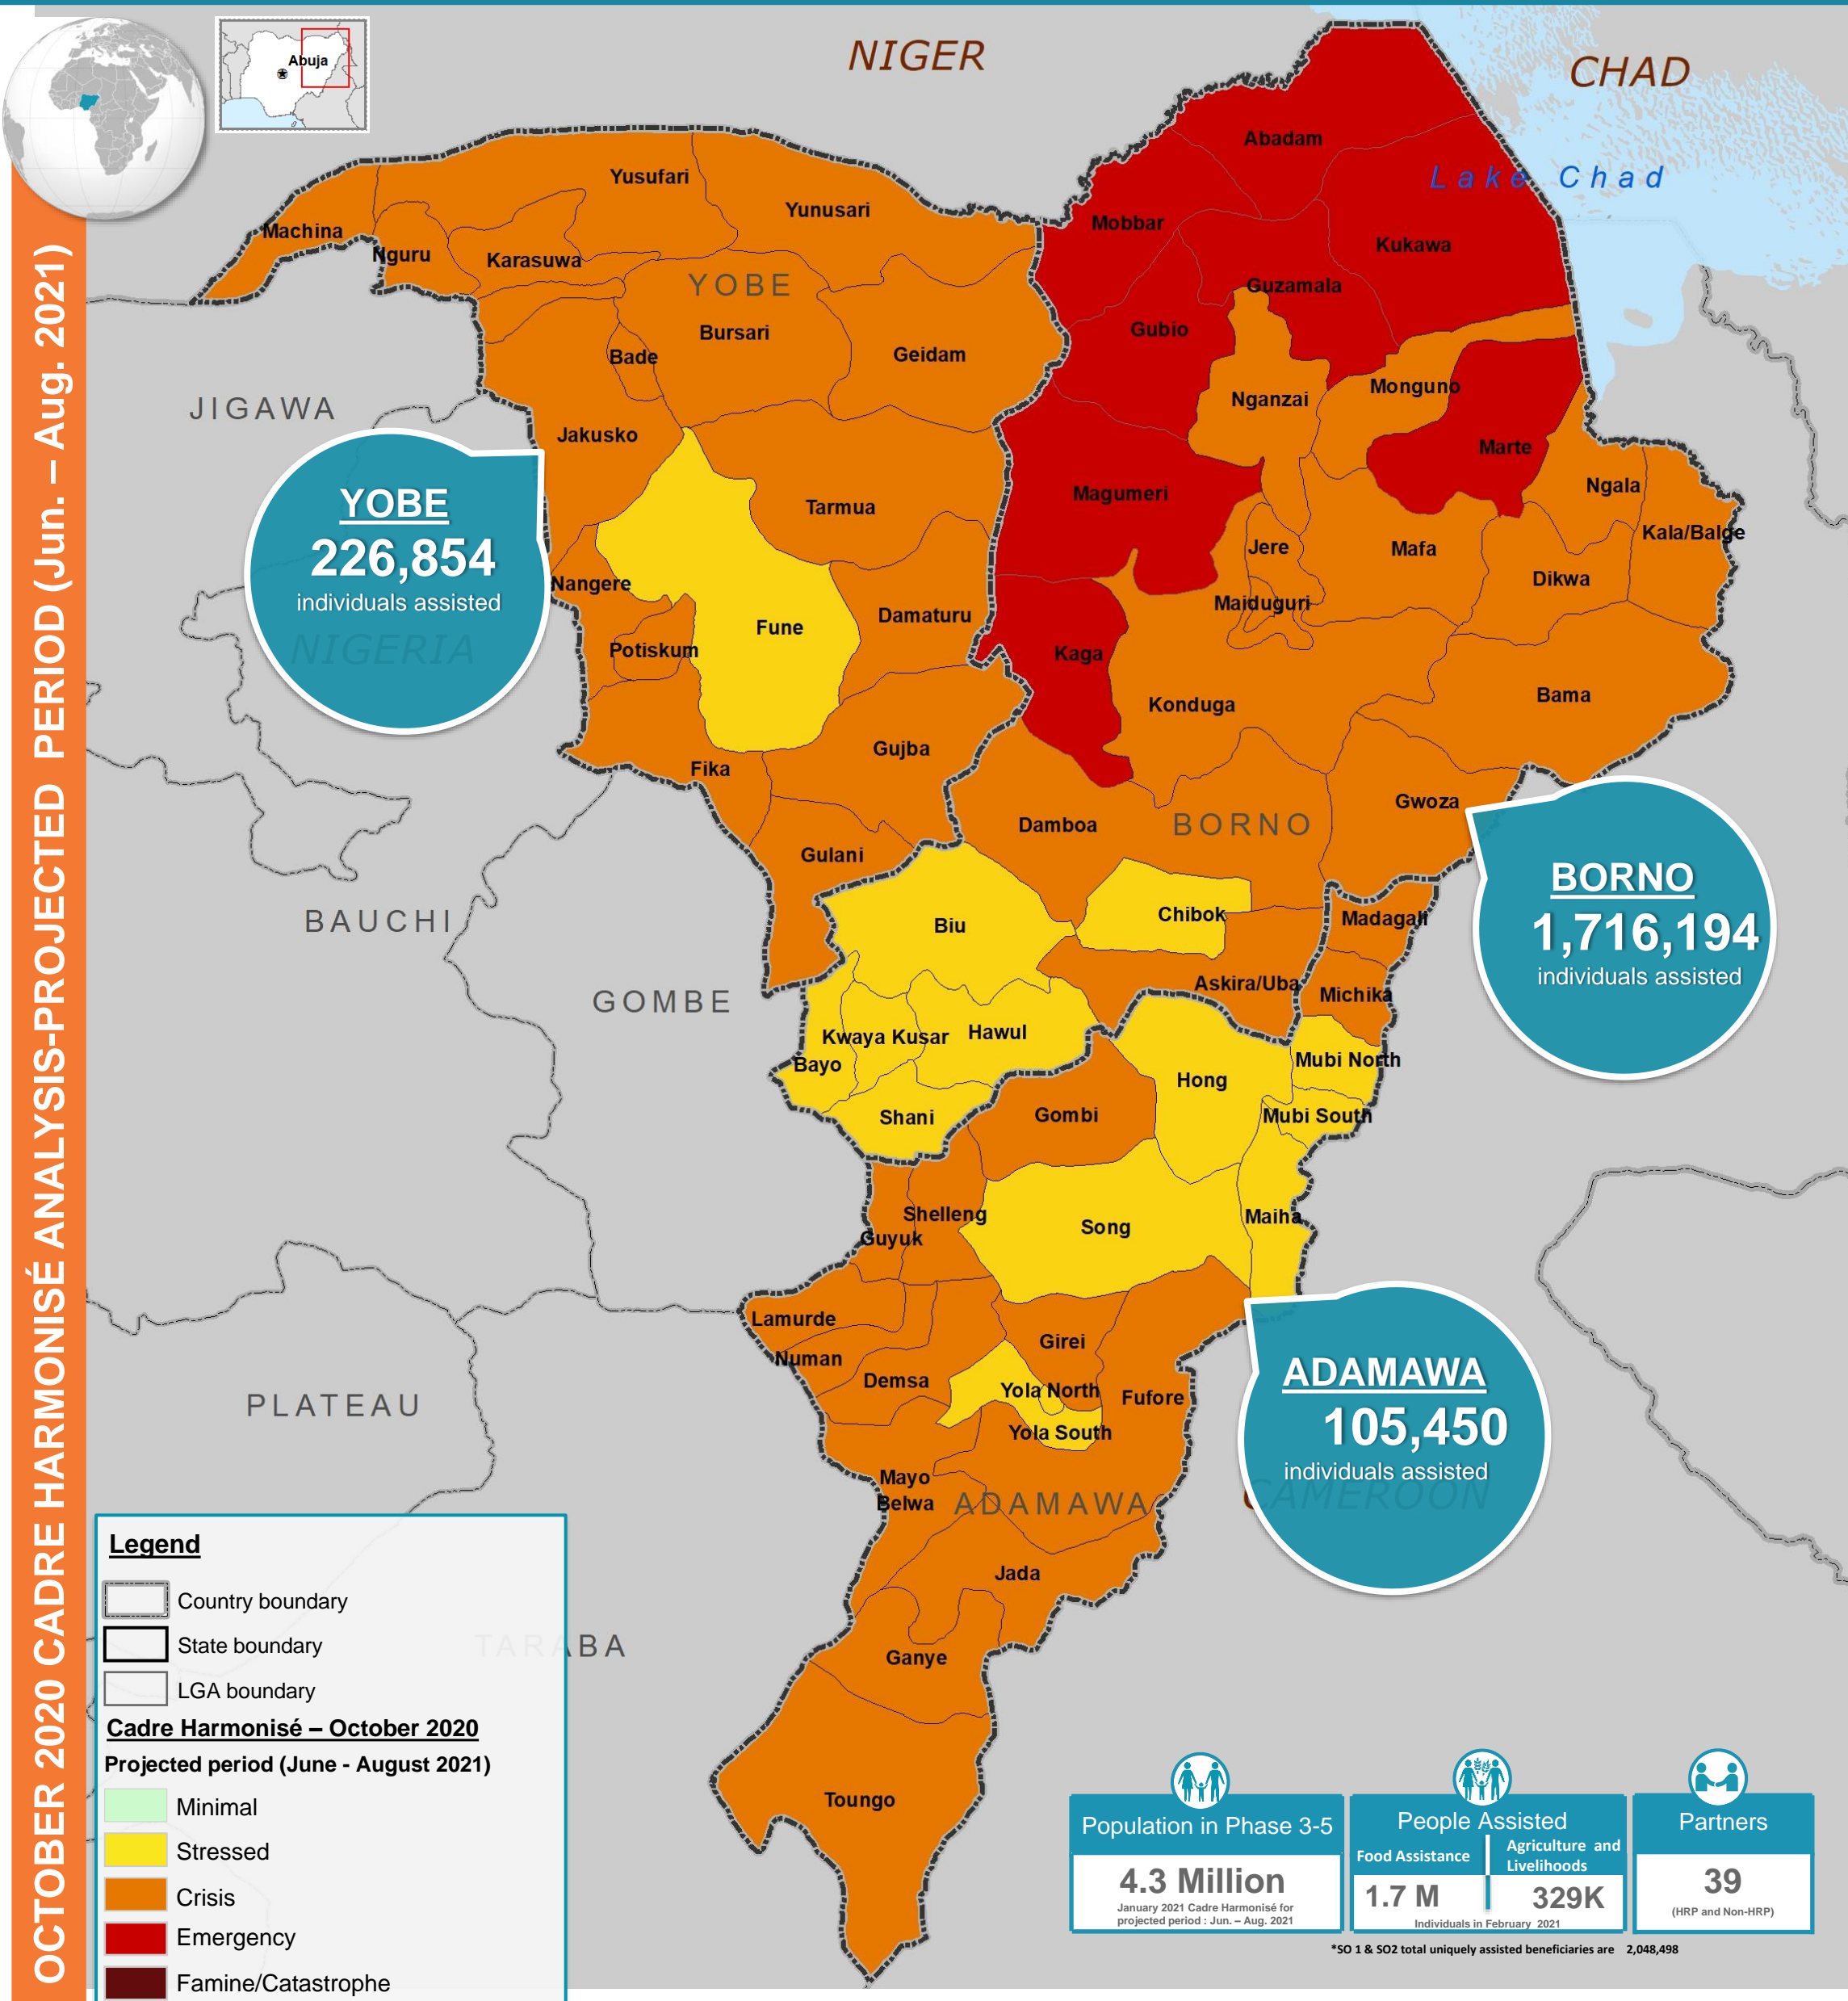 OCTOBER 2020 CADRE HARMONISÉ ANALYSIS-PROJECTED PERIOD (Jun. – Aug. 2021)
Abuja
NIGER
CHAD
Lake Chad
Abadam
Mobbar
Kukawa
Guzamala
Gubio
Nganzai
Monguno
Marte
Magumeri
Ngala
Kala/Balge
Jere
Mafa
Dikwa
Maiduguri
Kaga
Konduga
Bama
Gwoza
Damboa
BORNO
Chibok
Biu
Askira/Uba
Kwaya Kusar
Hawul
Bayo
Shani
Yusufari
Yunusari
Machina
Nguru
Karasuwa
YOBE
Bursari
Bade
Geidam
Jakusko
Tarmua
Nangere
Fune
Damaturu
Potiskum
Gujba
Fika
Gulani
Madagali
Michika
Mubi North
Hong
Mubi South
Gombi
Shelleng
Song
Maiha
Guyuk
Lamurde
Numan
Girei
Demsa
Yola North
Fufore
Yola South
Mayo
Belwa
ADAMAWA
Jada
Ganye
Toungo
JIGAWA
NIGERIA
BAUCHI
GOMBE
PLATEAU
TARABA
CAMEROON
YOBE
226,854
individuals assisted
BORNO
1,716,194
individuals assisted
ADAMAWA
105,450
individuals assisted
Legend
Country boundary
State boundary
LGA boundary
Cadre Harmonisé – October 2020
Projected period (June - August 2021)
Minimal
Stressed
Crisis
Emergency
Famine/Catastrophe
Population in Phase 3-5
4.3 Million
January 2021 Cadre Harmonisé for
projected period : Jun. – Aug. 2021
People Assisted
Food Assistance
Agriculture and
Livelihoods
1.7 M
329K
Individuals in February 2021
Partners
39
(HRP and Non-HRP)
*SO 1 & SO2 total uniquely assisted beneficiaries are 2,048,498